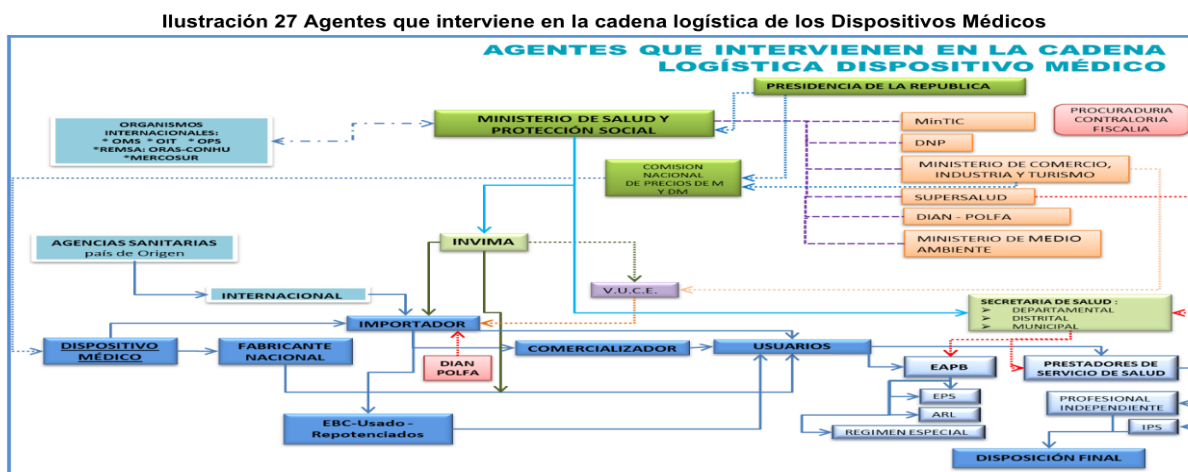 Ilustración 27 Agentes que interviene en la cadena logística de los Dispositivos Médicos
AGENTES QUE INTERVIENEN EN LA CADENA
LOGÍSTICA DISPOSITIVO MÉDICO
PRESIDENCIA DE LA REPUBLICA
ORGANISMOS
INTERNACIONALES:
* OMS * OIT * OPS
*REMSA: ORAS-CONHU
*MERCOSUR
MINISTERIO DE SALUD Y
PROTECCIÓN SOCIAL
MinTIC
PROCURADURIA
CONTRALORIA
FISCALIA
DNP
COMISION
NACIONAL
DE PRECIOS DE M
Y DM
MINISTERIO DE COMERCIO,
INDUSTRIA Y TURISMO
SUPERSALUD
DIAN - POLFA
MINISTERIO DE MEDIO
AMBIENTE
AGENCIAS SANITARIAS
país de Origen
INVIMA
INTERNACIONAL
V.U.C.E.
SECRETARIA DE SALUD :
➢ DEPARTAMENTAL
➢ DISTRITAL
➢ MUNICIPAL
IMPORTADOR
DISPOSITIVO
MÉDICO
FABRICANTE
NACIONAL
DIAN
POLFA
COMERCIALIZADOR
USUARIOS
EAPB
PRESTADORES DE
SERVICIO DE SALUD
EPS
ARL
REGIMEN ESPECIAL
PROFESIONAL
INDEPENDIENTE
IPS
EBC-Usado -
Repotenciados
DISPOSICIÓN FINAL